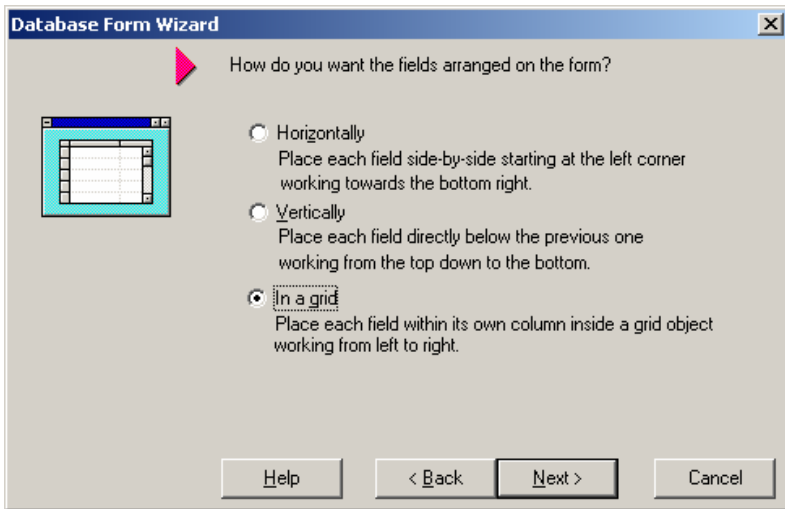 Database Form Wizard
How do you want the fields arranged on the form?
Horizontally
Place each field side-by-side starting at the left corner
working towards the bottom right.
Vertically
Place each field directly below the previous one
working from the top down to the bottom.
In a grid
Place each field within its own column inside a grid object
working from left to right.
Help
< Back
Next >
Cancel